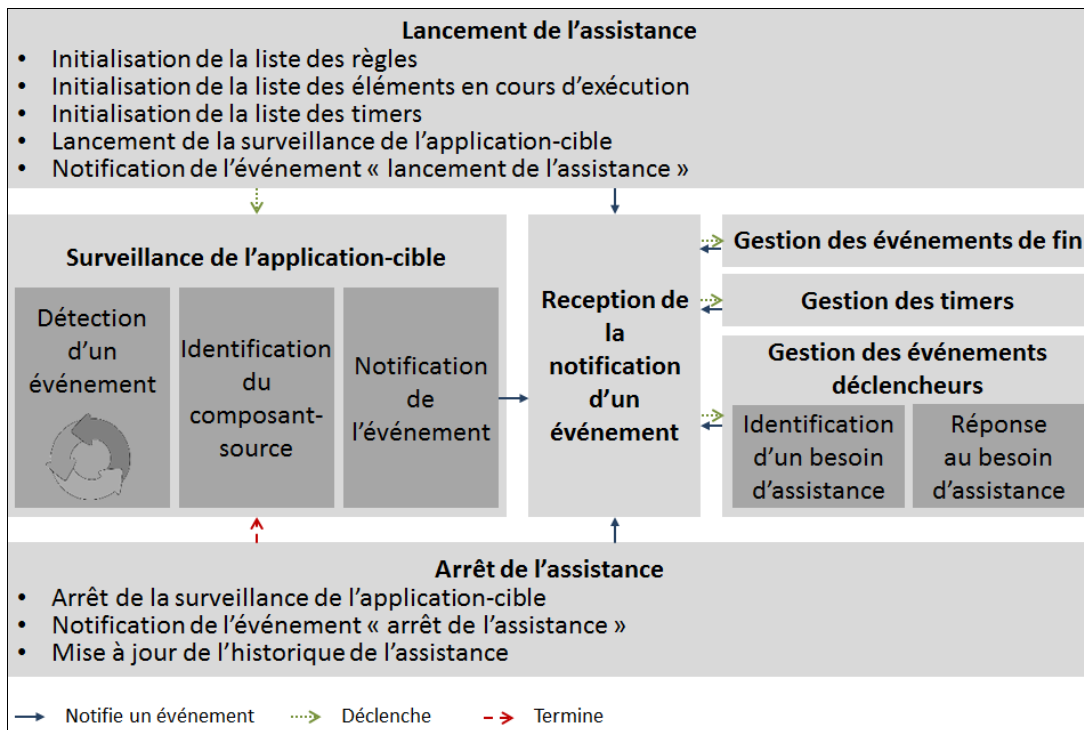 Lancement de l'assistance
• Initialisation de la liste des règles
• Initialisation de la liste des éléments en cours d'exécution
• Initialisation de la liste des timers
• Lancement de la surveillance de l'application-cible
• Notification de l'événement « lancement de l'assistance »
Surveillance de l'application-cible
Détection
d'un
événement
Identification
du
composant-
source
Notification
de
l'événement
Reception de
la
notification
d'un
événement
Gestion des événements de fin
Gestion des timers
Gestion des événements
déclencheurs
Identification
d'un besoin
d'assistance
Réponse
au besoin
d'assistance
Arrêt de l'assistance
• Arrêt de la surveillance de l'application-cible
• Notification de l'événement « arrêt de l'assistance »
• Mise à jour de l'historique de l'assistance
Notifie un événement
Déclenche
Termine